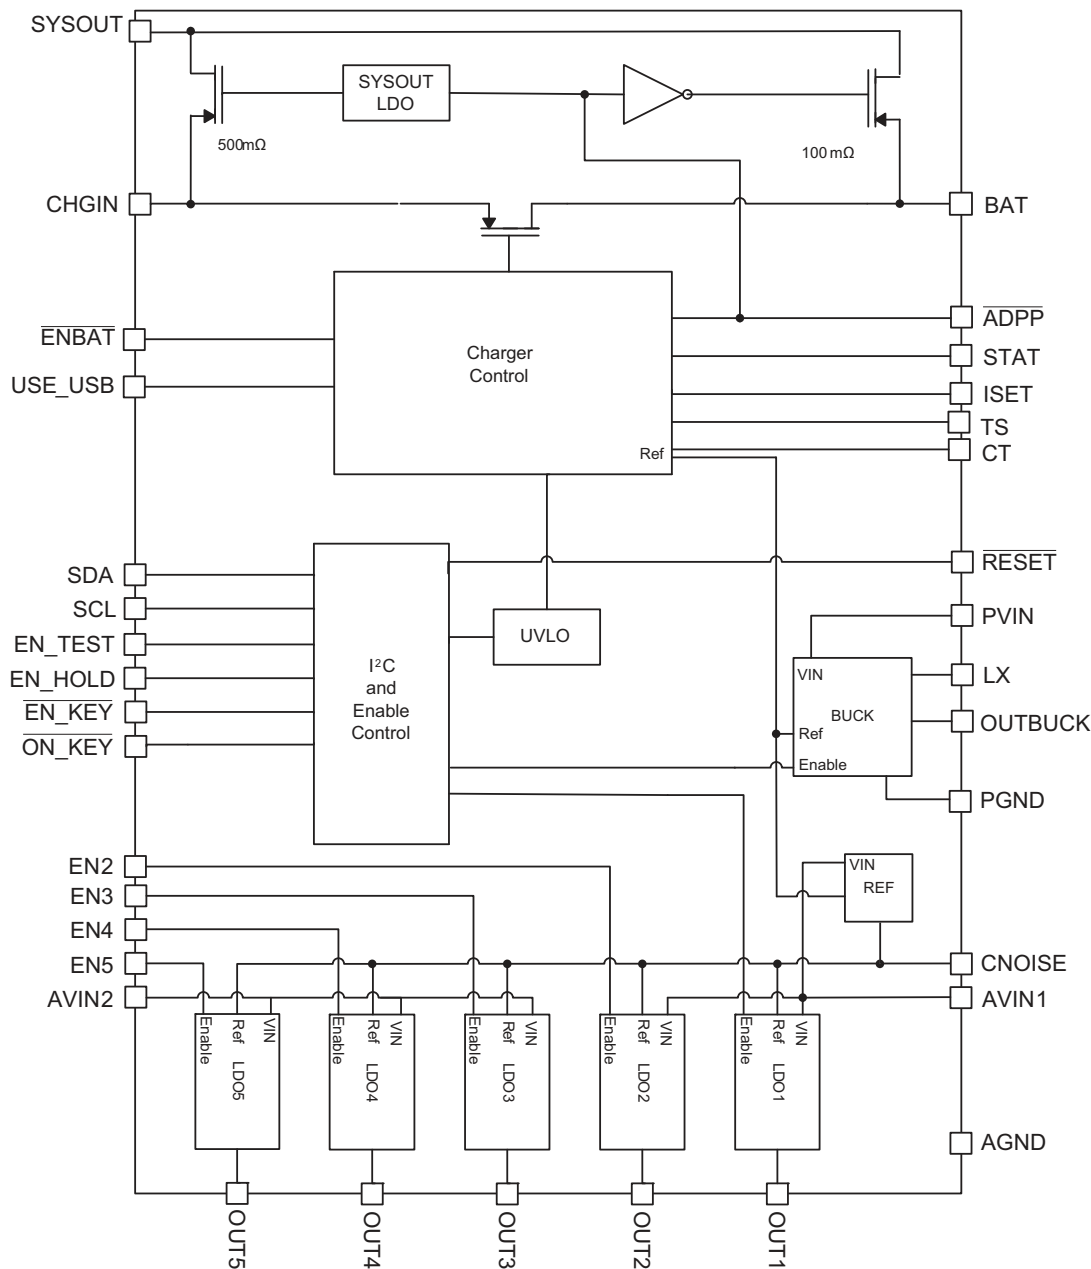 SYSOUT
SYSOUT
LDO
500mΩ
100mΩ
CHGIN
BAT
ENBAT
USE_USB
Charger
Control
Ref
ADPP
STAT
ISET
TS
CT
SDA
SCL
EN_TEST
EN_HOLD
EN_KEY
ON_KEY
I²C
and
Enable
Control
UVLO
RESET
PVIN
LX
OUTBUCK
PGND
VIN
BUCK
Ref
Enable
EN2
EN3
EN4
EN5
AVIN2
VIN
REF
CNOISE
AVIN1
AGND
Enable
Ref
VIN
LDO5
Enable
Ref
VIN
LDO4
Enable
Ref
VIN
LDO3
Enable
Ref
VIN
LDO2
Enable
Ref
VIN
LDO1
OUT5
OUT4
OUT3
OUT2
OUT1